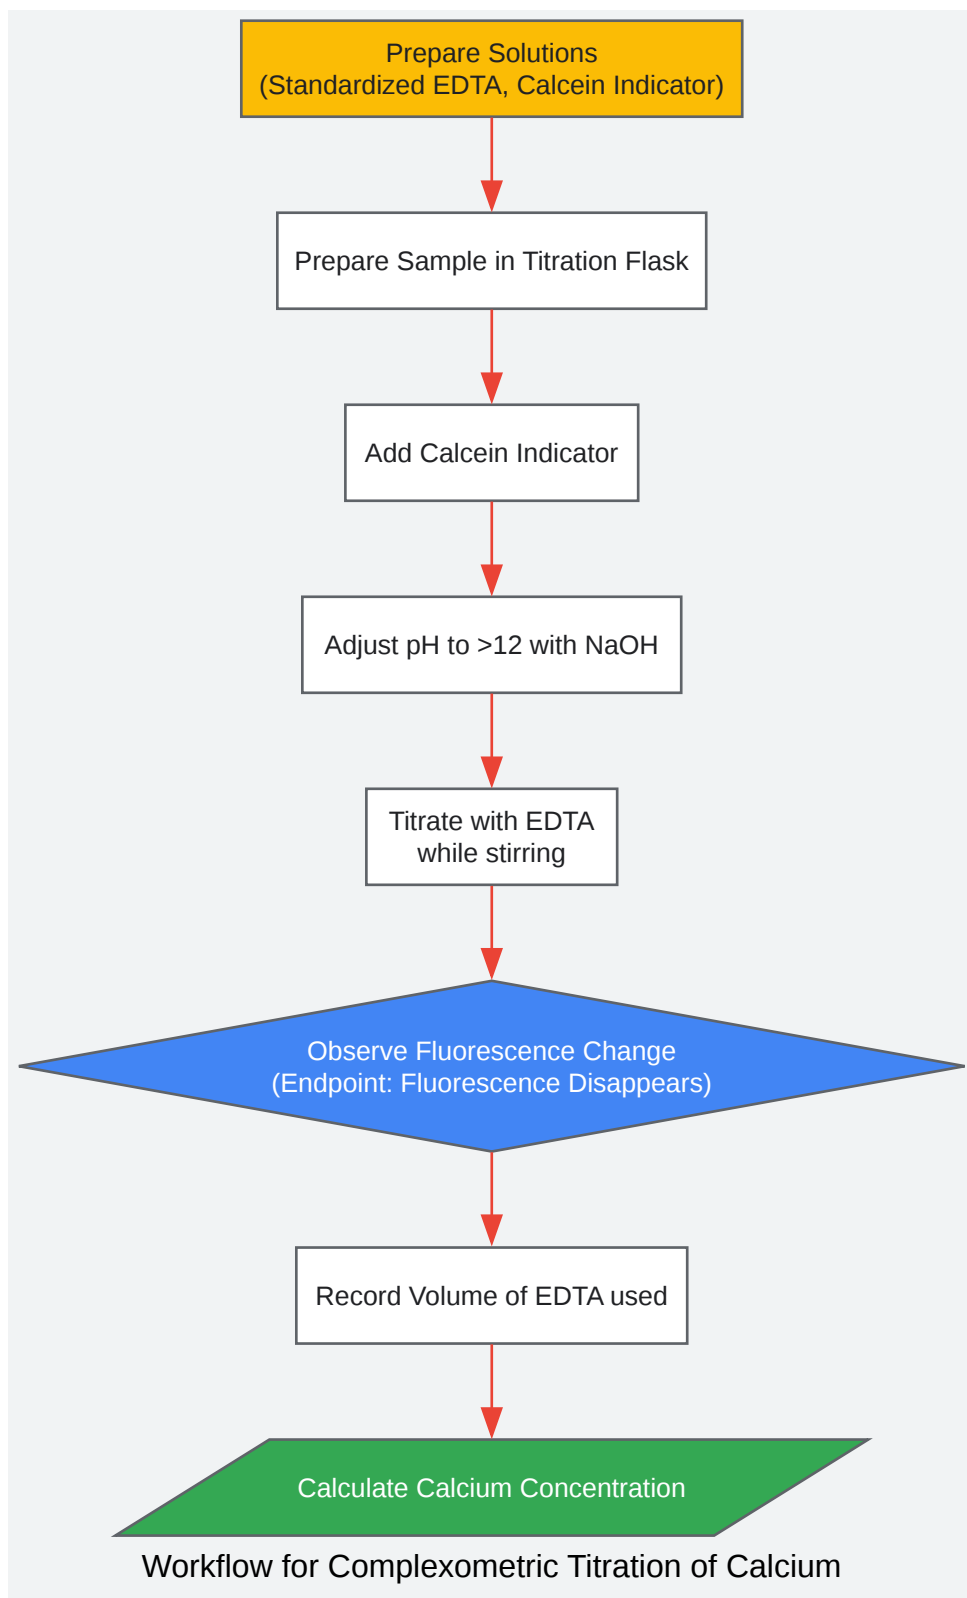 Prepare Solutions
(Standardized EDTA, Calcein Indicator)
Prepare Sample in Titration Flask
Add Calcein Indicator
Adjust pH to >12 with NaOH
Titrate with EDTA
while stirring
Observe Fluorescence Change
(Endpoint: Fluorescence Disappears)
Record Volume of EDTA used
Calculate Calcium Concentration
Workflow for Complexometric Titration of Calcium